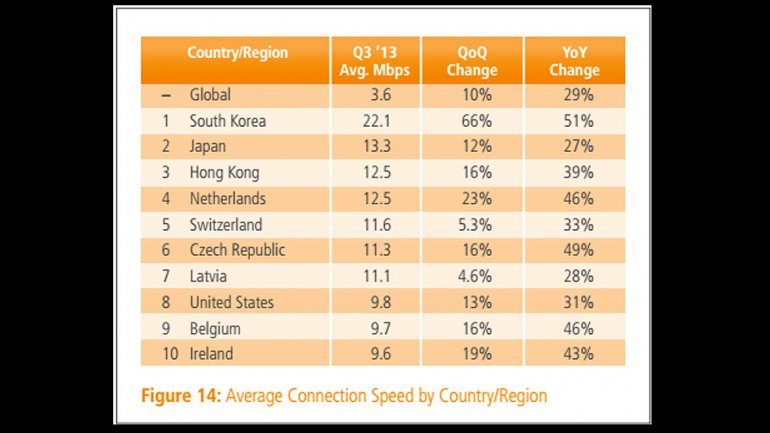 Country/Region Q3 ’13 Avg. Mbps QoQ Change YoY Change
– Global 3.6 10% 29%
1 South Korea 22.1 66% 51%
2 Japan 13.3 12% 27%
3 Hong Kong 12.5 16% 39%
4 Netherlands 12.5 23% 46%
5 Switzerland 11.6 5.3% 33%
6 Czech Republic 11.3 16% 49%
7 Latvia 11.1 4.6% 28%
8 United States 9.8 13% 31%
9 Belgium 9.7 16% 46%
10 Ireland 9.6 19% 43%
Figure 14: Average Connection Speed by Country/Region